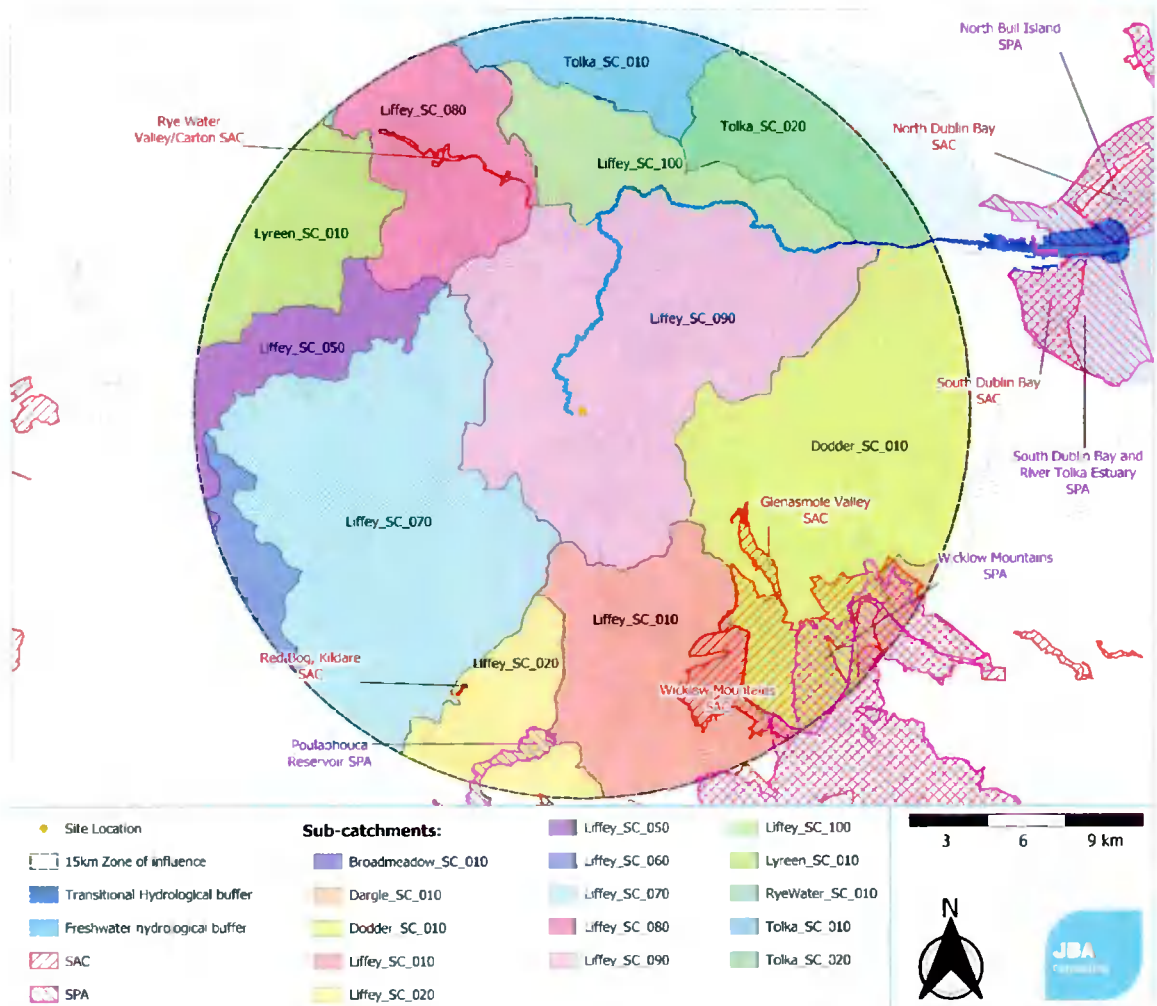 North Bull Island
SPA
Tolka_SC_010
Liffey_SC_080
Rye Water
Valley/Carton SAC
Tolka_SC_020
North Dublin Bay
SAC
Liffey_SC_100
Lyreen_SC_010
Liffey_SC_090
Liffey_SC_050
South Dublin Bay
SAC
Dodder_SC_010
South Dublin Bay and
River Tolka Estuary
SPA
Glenasmole Valley
SAC
Liffey_SC_070
Wicklow Mountains
SPA
Liffey_SC_010
Red Bog, Kildare
SAC
Liffey_SC_020
Wicklow Mountains
SAC
Poulaphouca
Reservoir SPA
Site Location
15km Zone of influence
Transitional Hydrological buffer
Freshwater hydrological buffer
SAC
SPA
Sub-catchments:
Broadmeadow_SC_010
Dargle_SC_010
Dodder_SC_010
Liffey_SC_010
Liffey_SC_020
Liffey_SC_050
Liffey_SC_060
Liffey_SC_070
Liffey_SC_080
Liffey_SC_090
Liffey_SC_100
Lyreen_SC_010
RyeWater_SC_010
Tolka_SC_010
Tolka_SC_020
3 6 9 km
N
JBA
consulting